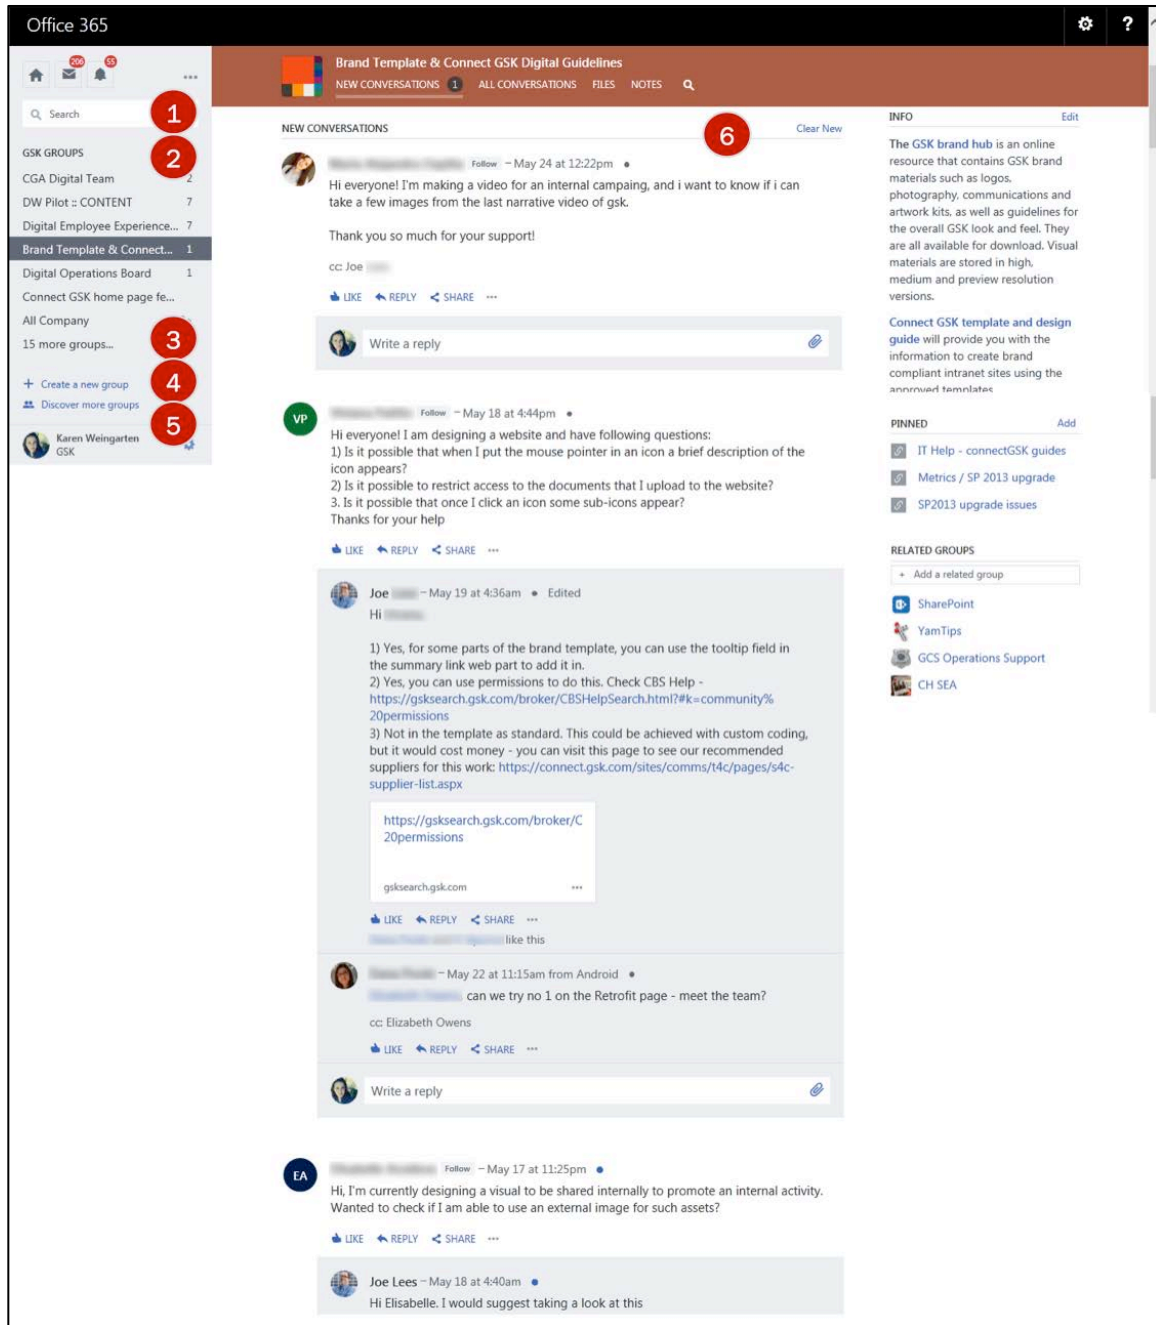 Office 365
?
206
55
Search
1
GSK GROUPS
2
CGA Digital Team 2
DW Pilot :: CONTENT 7
Digital Employee Experience... 7
Brand Template & Connect... 1
Digital Operations Board 1
Connect GSK home page fe...
All Company
15 more groups...
3
+ Create a new group
4
Discover more groups
5
Karen Weingarten
GSK
Brand Template & Connect GSK Digital Guidelines
NEW CONVERSATIONS 1 ALL CONVERSATIONS FILES NOTES
6
NEW CONVERSATIONS Clear New
Follow – May 24 at 12:22pm •
Hi everyone! I'm making a video for an internal campaing, and i want to know if i can
take a few images from the last narrative video of gsk.
Thank you so much for your support!
cc: Joe
LIKE REPLY SHARE •••
Write a reply
VP
Follow – May 18 at 4:44pm •
Hi everyone! I am designing a website and have following questions:
1) Is it possible that when I put the mouse pointer in an icon a brief description of the
icon appears?
2) Is it possible to restrict access to the documents that I upload to the website?
3. Is it possible that once I click an icon some sub-icons appear?
Thanks for your help
LIKE REPLY SHARE •••
Joe – May 19 at 4:36am • Edited
Hi
1) Yes, for some parts of the brand template, you can use the tooltip field in
the summary link web part to add it in.
2) Yes, you can use permissions to do this. Check CBS Help -
https://gsksearch.gsk.com/broker/CBSHelpSearch.html?#k=community%
20permissions
3) Not in the template as standard. This could be achieved with custom coding,
but it would cost money - you can visit this page to see our recommended
suppliers for this work: https://connect.gsk.com/sites/comms/t4c/pages/s4c-
supplier-list.aspx
https://gsksearch.gsk.com/broker/C
20permissions
gsksearch.gsk.com •••
LIKE REPLY SHARE •••
like this
– May 22 at 11:15am from Android •
, can we try no 1 on the Retrofit page - meet the team?
cc: Elizabeth Owens
LIKE REPLY SHARE •••
Write a reply
EA
Follow – May 17 at 11:25pm •
Hi, I'm currently designing a visual to be shared internally to promote an internal activity.
Wanted to check if I am able to use an external image for such assets?
LIKE REPLY SHARE •••
Joe Lees – May 18 at 4:40am •
Hi Elisabelle. I would suggest taking a look at this
INFO Edit
The GSK brand hub is an online
resource that contains GSK brand
materials such as logos,
photography, communications and
artwork kits, as well as guidelines for
the overall GSK look and feel. They
are all available for download. Visual
materials are stored in high,
medium and preview resolution
versions.
Connect GSK template and design
guide will provide you with the
information to create brand
compliant intranet sites using the
approved templates
PINNED Add
IT Help - connectGSK guides
Metrics / SP 2013 upgrade
SP2013 upgrade issues
RELATED GROUPS
+ Add a related group
SharePoint
YamTips
GCS Operations Support
CH SEA